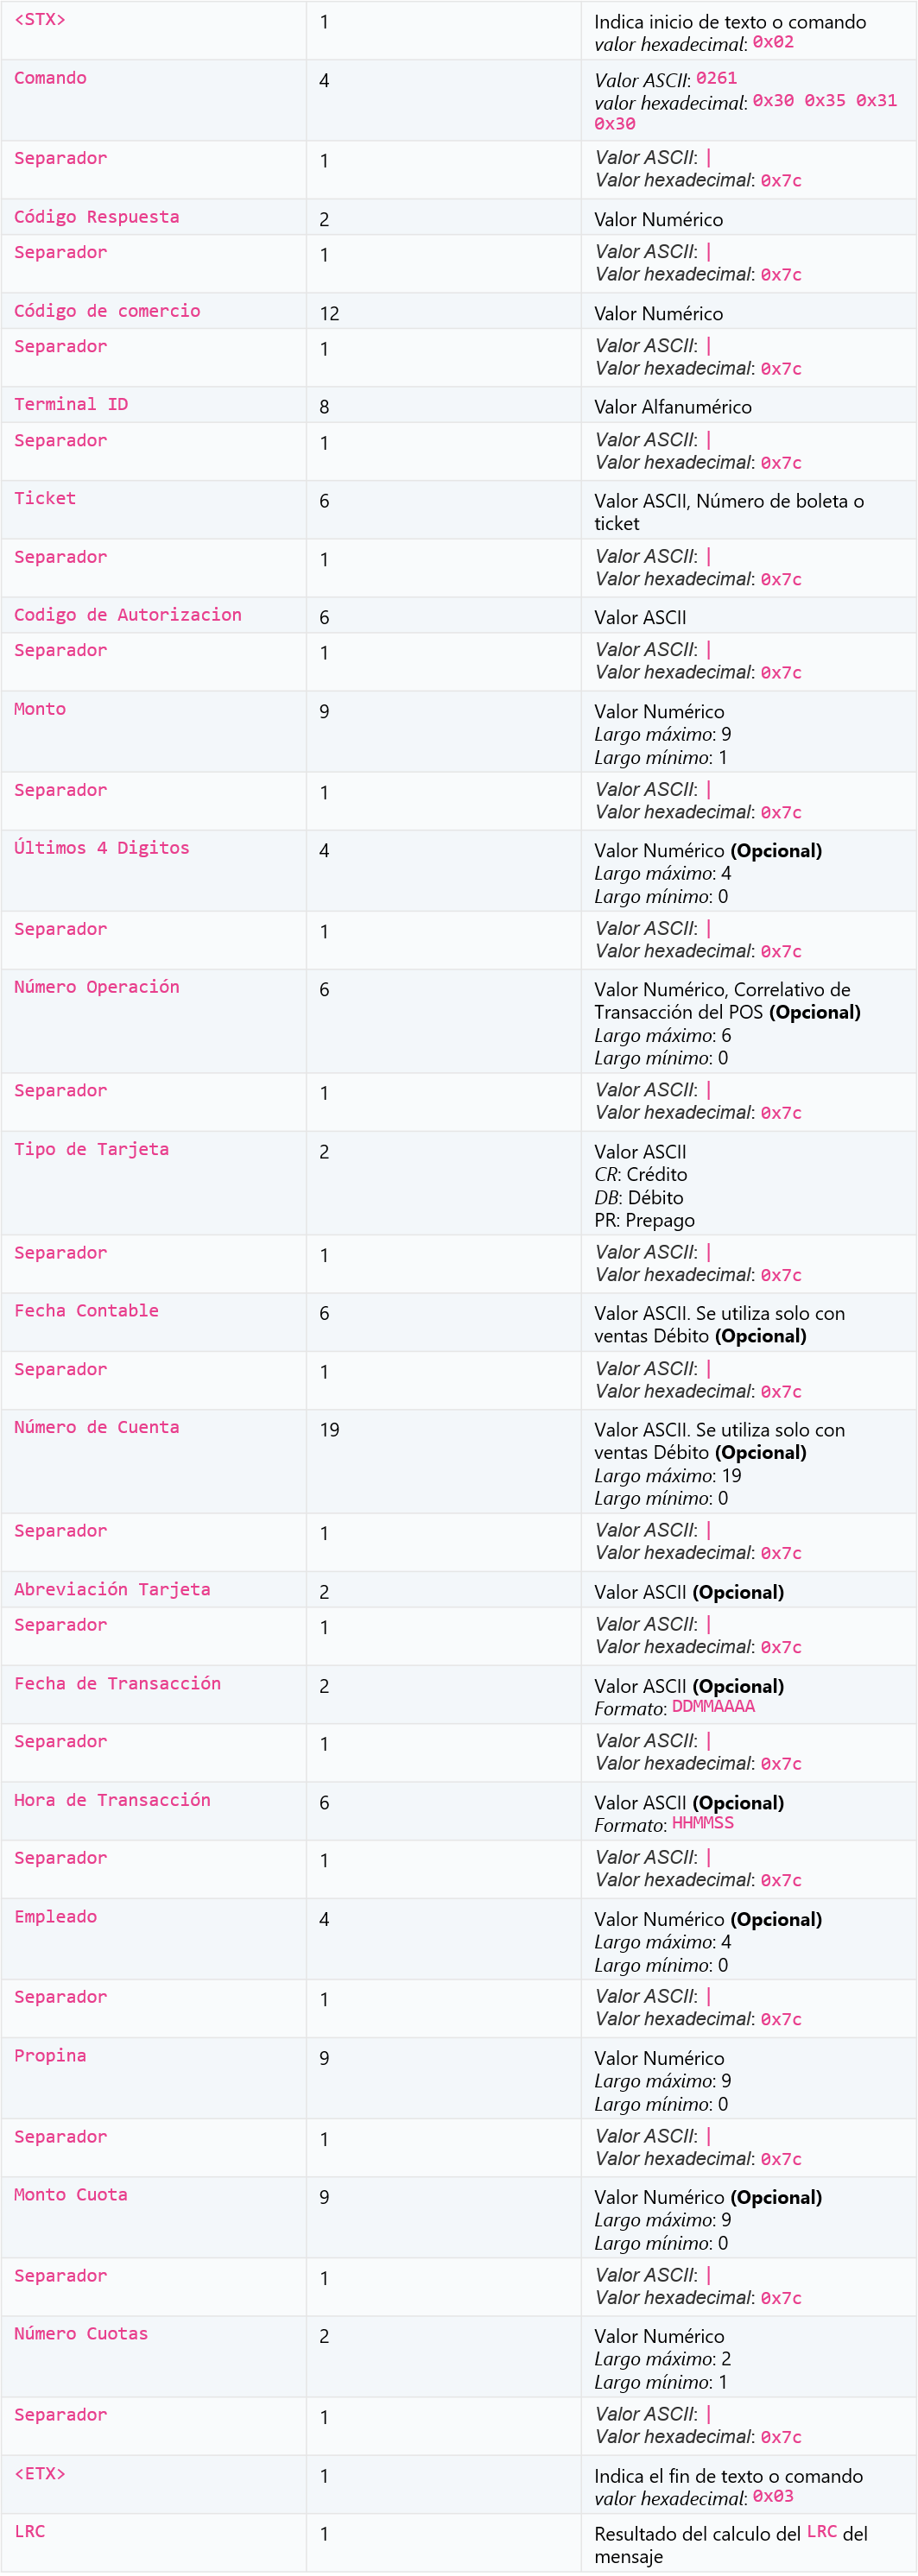 <STX> 1 Indica inicio de texto o comando
valor hexadecimal: 0x02
Comando 4 Valor ASCII: 0261
valor hexadecimal: 0x30 0x35 0x31
0x30
Separador 1 Valor ASCII: |
Valor hexadecimal: 0x7c
Código Respuesta 2 Valor Numérico
Separador 1 Valor ASCII: |
Valor hexadecimal: 0x7c
Código de comercio 12 Valor Numérico
Separador 1 Valor ASCII: |
Valor hexadecimal: 0x7c
Terminal ID 8 Valor Alfanumérico
Separador 1 Valor ASCII: |
Valor hexadecimal: 0x7c
Ticket 6 Valor ASCII, Número de boleta o
ticket
Separador 1 Valor ASCII: |
Valor hexadecimal: 0x7c
Codigo de Autorizacion 6 Valor ASCII
Separador 1 Valor ASCII: |
Valor hexadecimal: 0x7c
Monto 9 Valor Numérico
Largo máximo: 9
Largo mínimo: 1
Separador 1 Valor ASCII: |
Valor hexadecimal: 0x7c
Últimos 4 Digitos 4 Valor Numérico (Opcional)
Largo máximo: 4
Largo mínimo: 0
Separador 1 Valor ASCII: |
Valor hexadecimal: 0x7c
Número Operación 6 Valor Numérico, Correlativo de
Transacción del POS (Opcional)
Largo máximo: 6
Largo mínimo: 0
Separador 1 Valor ASCII: |
Valor hexadecimal: 0x7c
Tipo de Tarjeta 2 Valor ASCII
CR: Crédito
DB: Débito
PR: Prepago
Separador 1 Valor ASCII: |
Valor hexadecimal: 0x7c
Fecha Contable 6 Valor ASCII. Se utiliza solo con
ventas Débito (Opcional)
Separador 1 Valor ASCII: |
Valor hexadecimal: 0x7c
Número de Cuenta 19 Valor ASCII. Se utiliza solo con
ventas Débito (Opcional)
Largo máximo: 19
Largo mínimo: 0
Separador 1 Valor ASCII: |
Valor hexadecimal: 0x7c
Abreviación Tarjeta 2 Valor ASCII (Opcional)
Separador 1 Valor ASCII: |
Valor hexadecimal: 0x7c
Fecha de Transacción 2 Valor ASCII (Opcional)
Formato: DDMMAAAA
Separador 1 Valor ASCII: |
Valor hexadecimal: 0x7c
Hora de Transacción 6 Valor ASCII (Opcional)
Formato: HHMMSS
Separador 1 Valor ASCII: |
Valor hexadecimal: 0x7c
Empleado 4 Valor Numérico (Opcional)
Largo máximo: 4
Largo mínimo: 0
Separador 1 Valor ASCII: |
Valor hexadecimal: 0x7c
Propina 9 Valor Numérico
Largo máximo: 9
Largo mínimo: 0
Separador 1 Valor ASCII: |
Valor hexadecimal: 0x7c
Monto Cuota 9 Valor Numérico (Opcional)
Largo máximo: 9
Largo mínimo: 0
Separador 1 Valor ASCII: |
Valor hexadecimal: 0x7c
Número Cuotas 2 Valor Numérico
Largo máximo: 2
Largo mínimo: 1
Separador 1 Valor ASCII: |
Valor hexadecimal: 0x7c
<ETX> 1 Indica el fin de texto o comando
valor hexadecimal: 0x03
LRC 1 Resultado del calculo del LRC del
mensaje